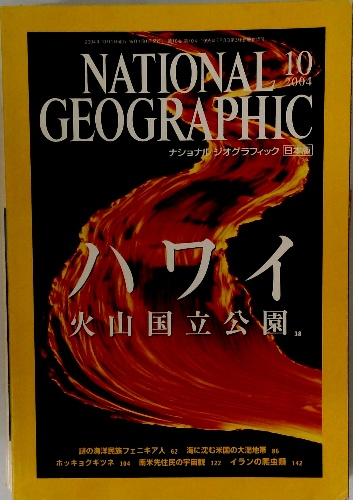 NATIONAL
10
2004
GEOGRAPHIC
ナショナル ジオグラフィック 日本版
ハワイ
火山国立公園 38
謎の海洋民族フェニキア人 62 海に沈む米国の大湿地帯 86
ホッキョクギツネ 104 南米先住民の宇宙観 122 イランの爬虫類 142